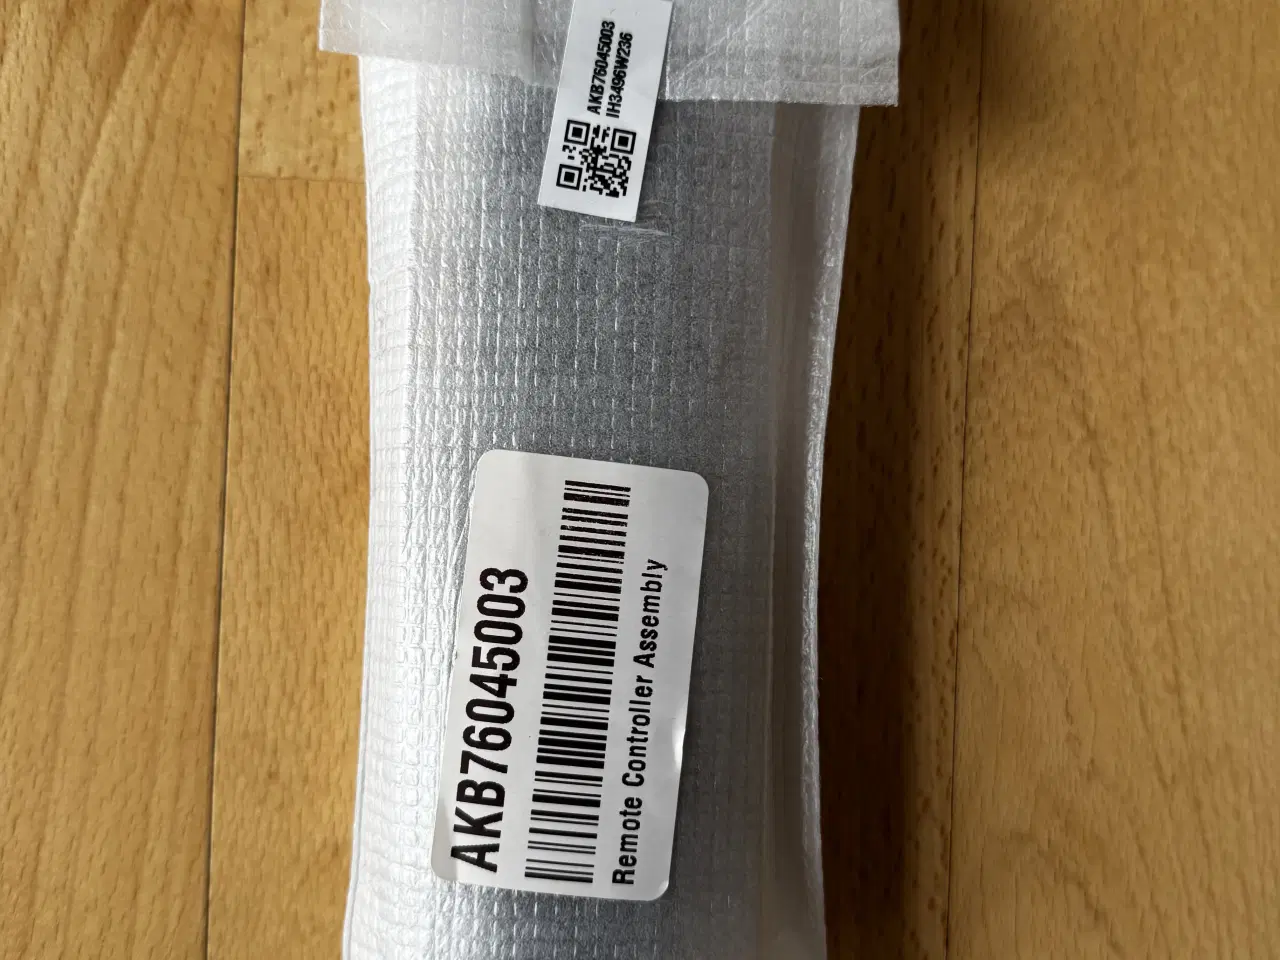 AKB76045003
IH3496W236
AKB76045003
Remote Controller Assembly